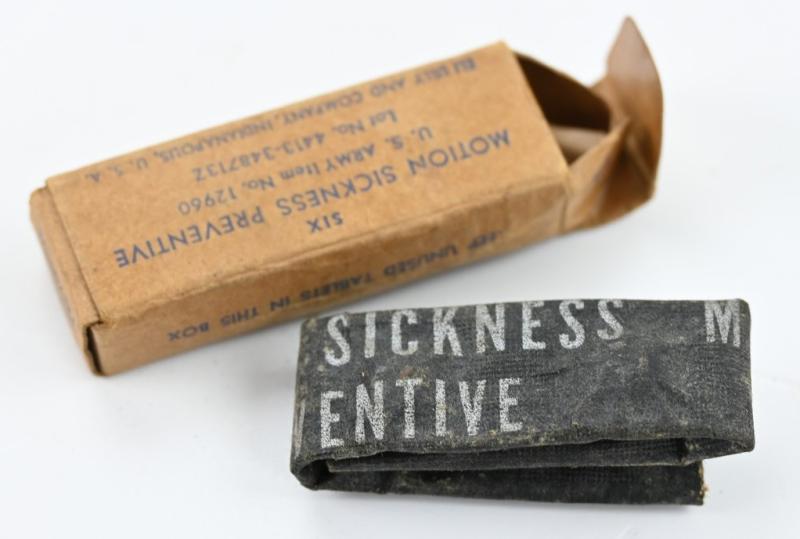 SIX
MOTION SICKNESS PREVENTIVE
U. S. ARMY Item No. 12960
Lot No. 4413-348713Z
ELI LILLY AND COMPANY, INDIANAPOLIS, U. S. A.
UNUSED TABLETS IN THIS BOX
SICKNESS M
ENTIVE